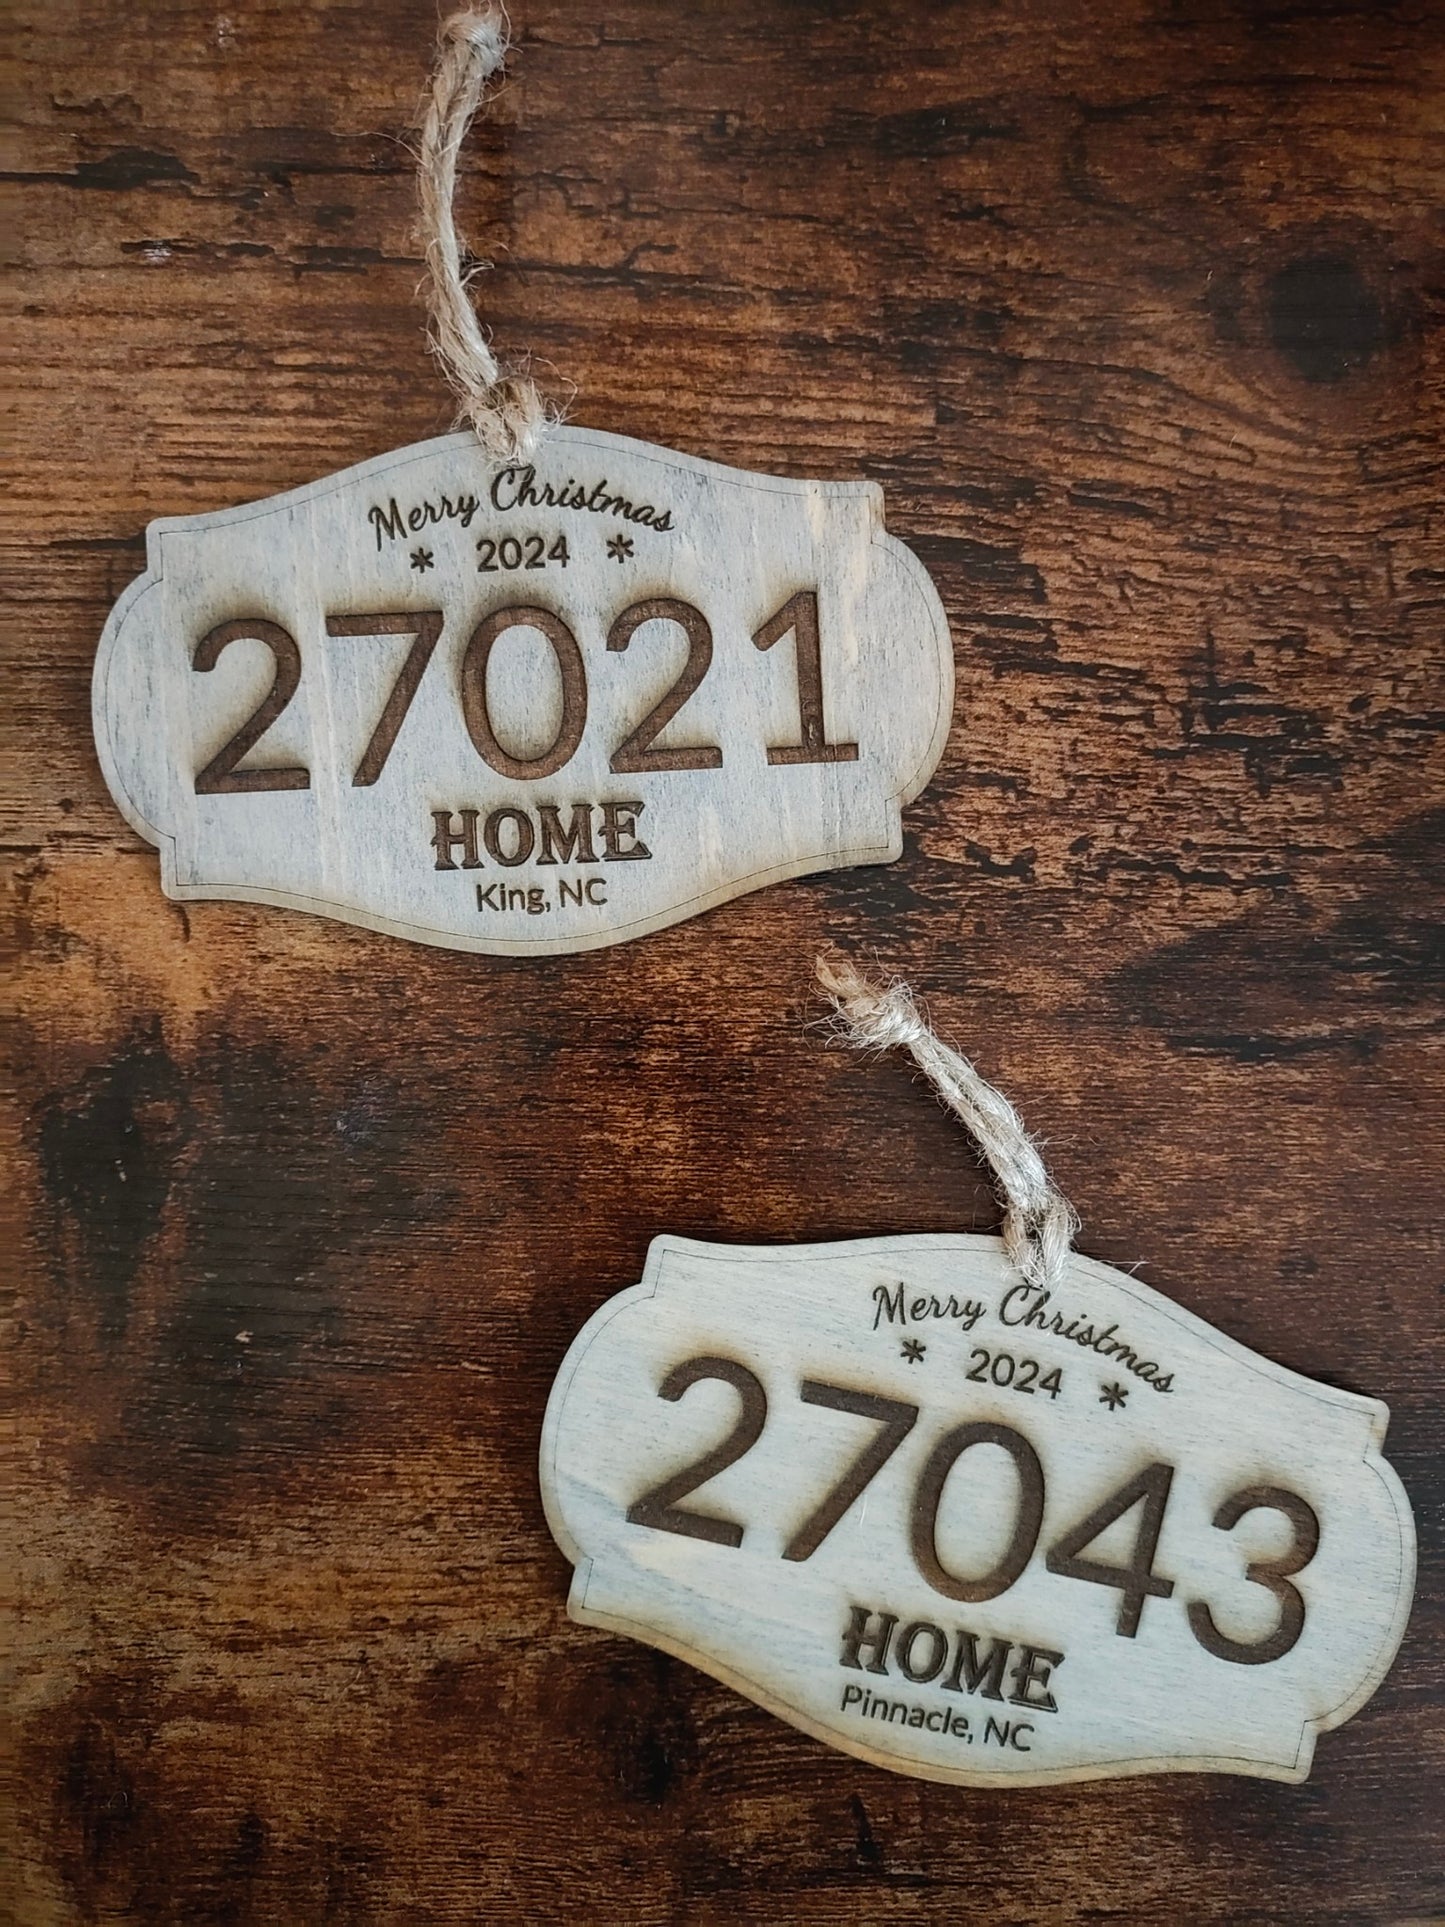 Merry Christmas
* 2024 *
27021
HOME
King, NC
Merry Christmas
* 2024 *
27043
HOME
Pinnacle, NC